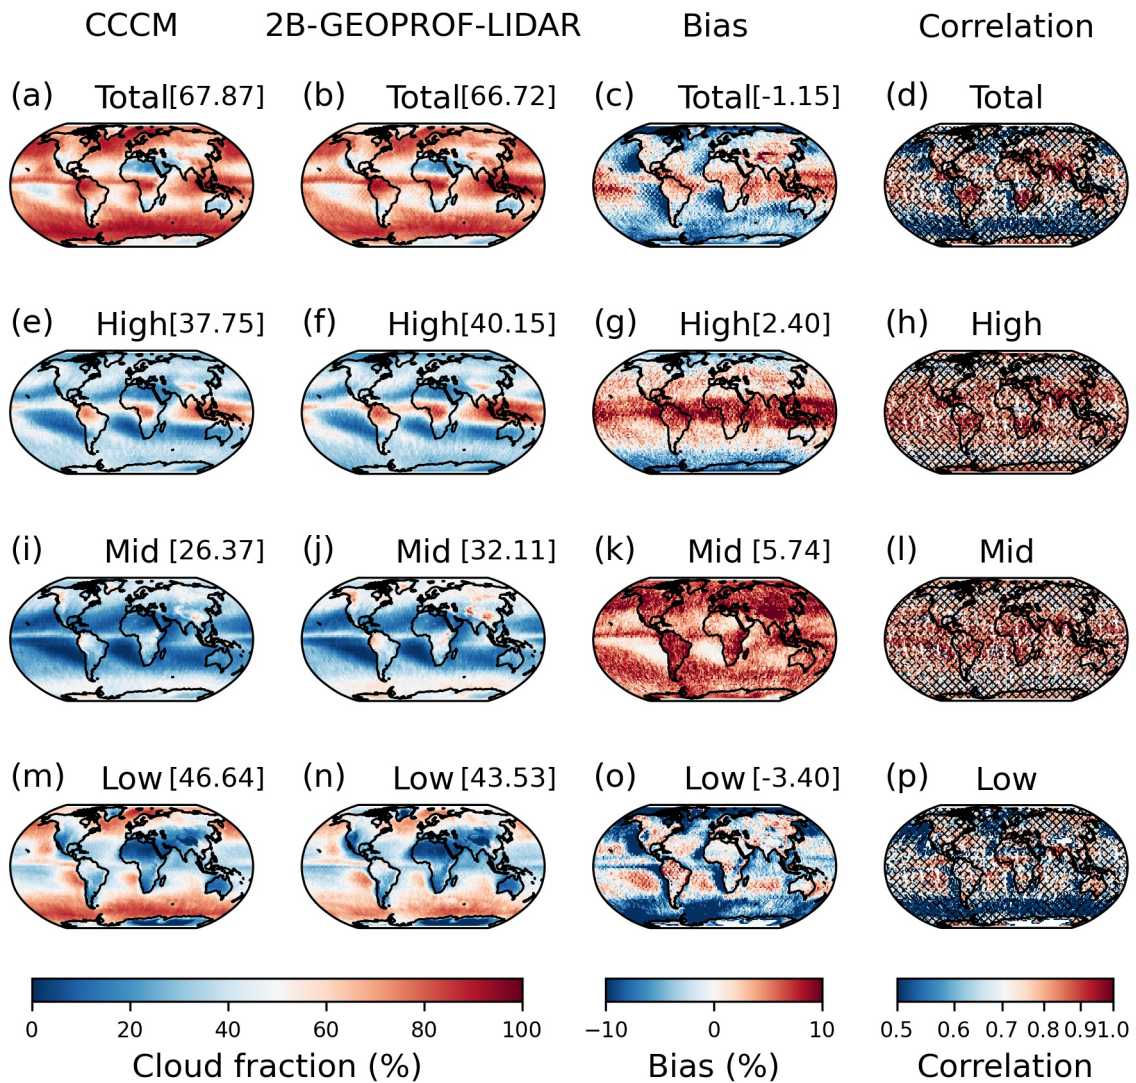 CCCM 2B-GEOPROF-LIDAR Bias Correlation
(a) Total[67.87] (b) Total[66.72] (c) Total[-1.15] (d) Total
(e) High[37.75] (f) High[40.15] (g) High[2.40] (h) High
(i) Mid [26.37] (j) Mid [32.11] (k) Mid [5.74] (l) Mid
(m) Low [46.64] (n) Low [43.53] (o) Low [-3.40] (p) Low
0 20 40 60 80 100 −10 0 10 0.5 0.6 0.7 0.8 0.9 1.0
Cloud fraction (%) Bias (%) Correlation